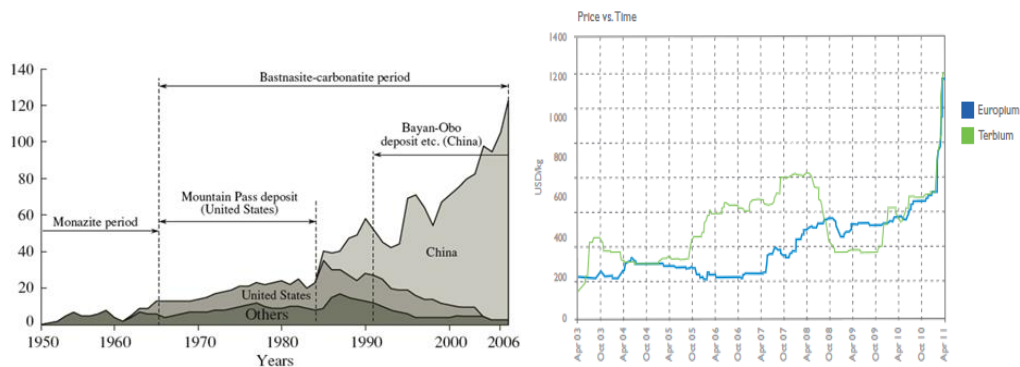 140
120
100
80
60
40
20
0
Bastnasite-carbonatite period
Bayan-Obo
deposit etc. (China)
Mountain Pass deposit
(United States)
Monazite period
China
United States
Others
1950 1960 1970 1980 1990 2000 2006
Years
Price vs. Time
1400
1200
1000
800
600
400
200
0
USD/kg
Apr 03 Oct 03 Apr 04 Oct 04 Apr 05 Oct 05 Apr 06 Oct 06 Apr 07 Oct 07 Apr 08 Oct 08 Apr 09 Oct 09 Apr 10 Oct 10 Apr 11
Europium
Terbium